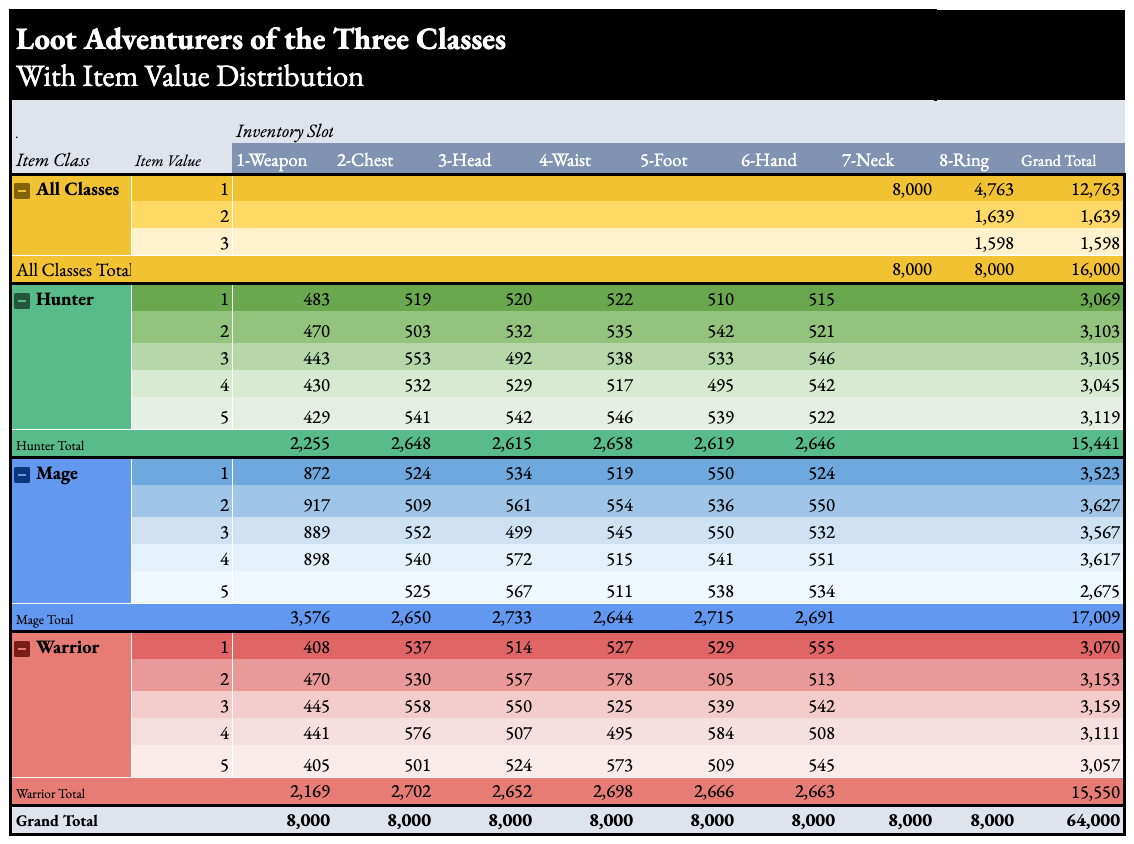 Loot Adventurers of the Three Classes
With Item Value Distribution
. Inventory Slot
Item Class Item Value 1-Weapon 2-Chest 3-Head 4-Waist 5-Foot 6-Hand 7-Neck 8-Ring Grand Total
All Classes 1 8,000 4,763 12,763
2 1,639 1,639
3 1,598 1,598
All Classes Total 8,000 8,000 16,000
Hunter 1 483 519 520 522 510 515 3,069
2 470 503 532 535 542 521 3,103
3 443 553 492 538 533 546 3,105
4 430 532 529 517 495 542 3,045
5 429 541 542 546 539 522 3,119
Hunter Total 2,255 2,648 2,615 2,658 2,619 2,646 15,441
Mage 1 872 524 534 519 550 524 3,523
2 917 509 561 554 536 550 3,627
3 889 552 499 545 550 532 3,567
4 898 540 572 515 541 551 3,617
5 525 567 511 538 534 2,675
Mage Total 3,576 2,650 2,733 2,644 2,715 2,691 17,009
Warrior 1 408 537 514 527 529 555 3,070
2 470 530 557 578 505 513 3,153
3 445 558 550 525 539 542 3,159
4 441 576 507 495 584 508 3,111
5 405 501 524 573 509 545 3,057
Warrior Total 2,169 2,702 2,652 2,698 2,666 2,663 15,550
Grand Total 8,000 8,000 8,000 8,000 8,000 8,000 8,000 8,000 64,000